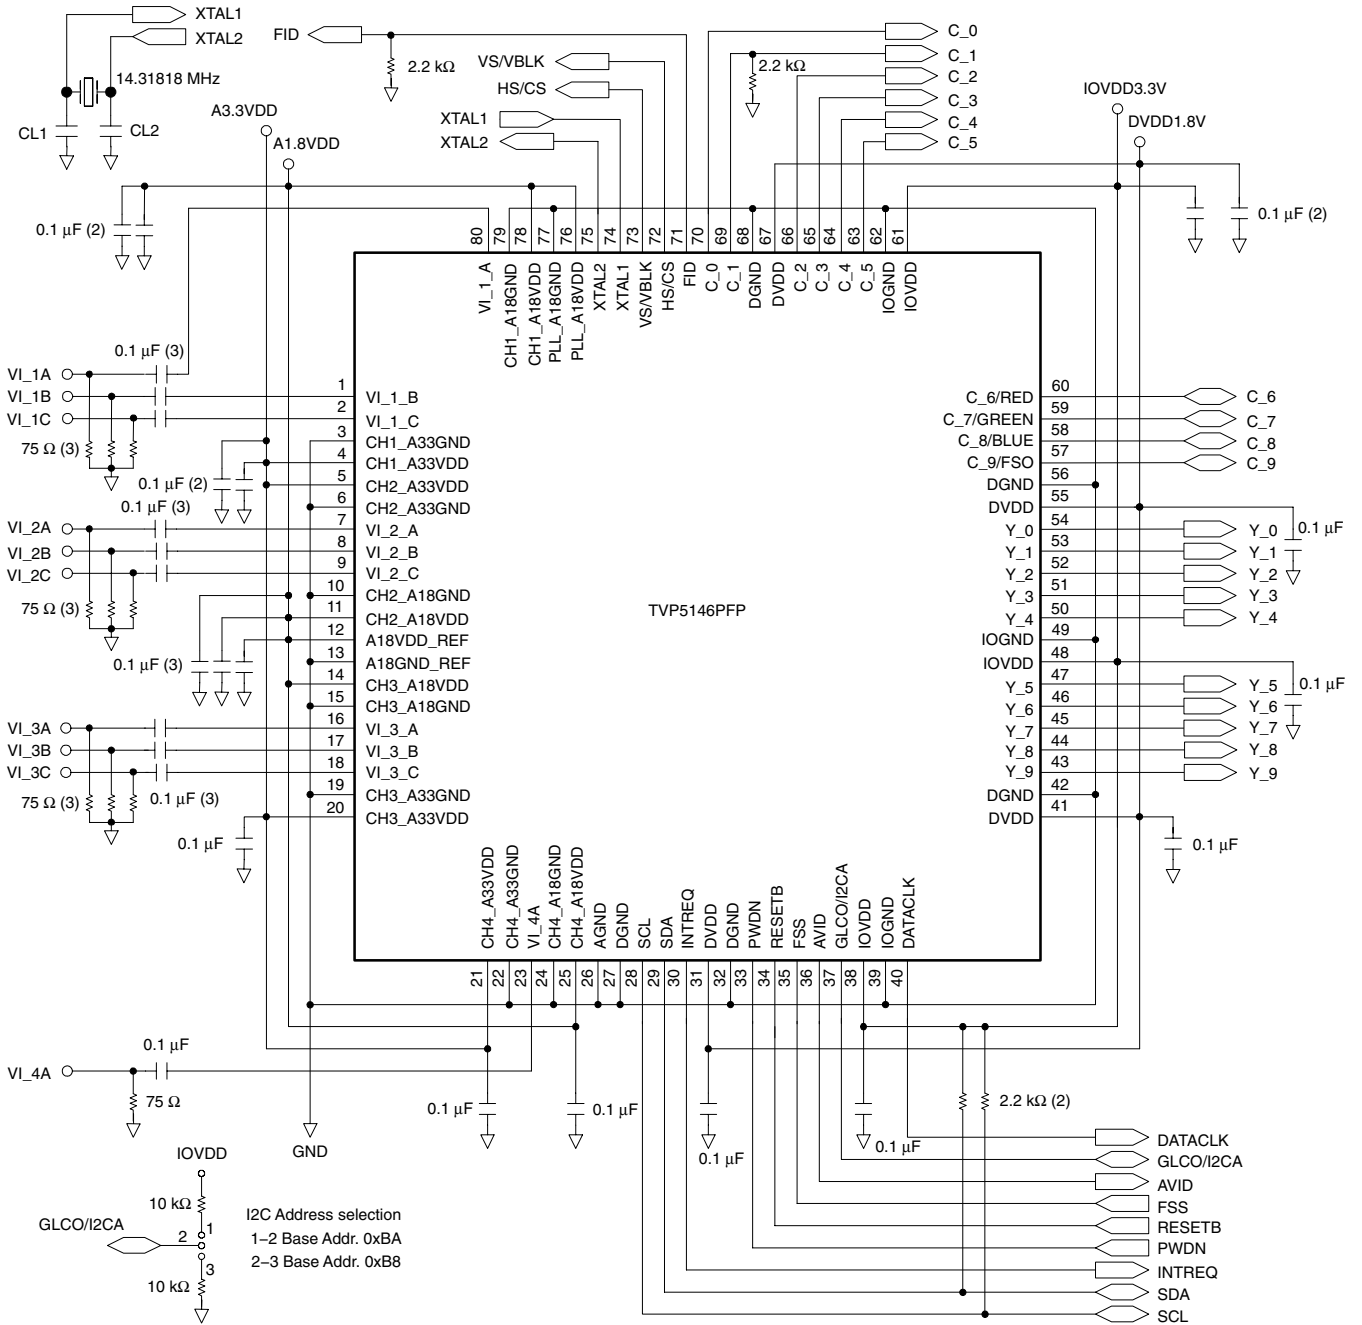 XTAL1
XTAL2
14.31818 MHz
CL1
CL2
A3.3VDD
A1.8VDD
0.1 µF (2)
FID
2.2 kΩ
VS/VBLK
HS/CS
XTAL1
XTAL2
2.2 kΩ
C_0
C_1
C_2
C_3
C_4
C_5
IOVDD3.3V
DVDD1.8V
0.1 µF (2)
80
79
78
77
76
75
74
73
72
71
70
69
68
67
66
65
64
63
62
61
VI_1_A
CH1_A18GND
CH1_A18VDD
PLL_A18GND
PLL_A18VDD
XTAL2
XTAL1
VS/VBLK
HS/CS
FID
C_0
C_1
DGND
DVDD
C_2
C_3
C_4
C_5
IOGND
IOVDD
0.1 µF (3)
VI_1A
VI_1B
VI_1C
75 Ω (3)
0.1 µF (2)
0.1 µF (3)
VI_2A
VI_2B
VI_2C
75 Ω (3)
0.1 µF (3)
VI_3A
VI_3B
VI_3C
75 Ω (3)
0.1 µF (3)
0.1 µF
1 VI_1_B
2 VI_1_C
3 CH1_A33GND
4 CH1_A33VDD
5 CH2_A33VDD
6 CH2_A33GND
7 VI_2_A
8 VI_2_B
9 VI_2_C
10 CH2_A18GND
11 CH2_A18VDD
12 A18VDD_REF
13 A18GND_REF
14 CH3_A18VDD
15 CH3_A18GND
16 VI_3_A
17 VI_3_B
18 VI_3_C
19 CH3_A33GND
20 CH3_A33VDD
TVP5146PFP
C_6/RED 60 C_6
C_7/GREEN 59 C_7
C_8/BLUE 58 C_8
C_9/FSO 57 C_9
DGND 56
DVDD 55
Y_0 54 Y_0 0.1 µF
Y_1 53 Y_1
Y_2 52 Y_2
Y_3 51 Y_3
Y_4 50 Y_4
IOGND 49
IOVDD 48
Y_5 47 Y_5 0.1 µF
Y_6 46 Y_6
Y_7 45 Y_7
Y_8 44 Y_8
Y_9 43 Y_9
DGND 42
DVDD 41
0.1 µF
CH4_A33VDD
CH4_A33GND
VI_4A
CH4_A18GND
CH4_A18VDD
AGND
DGND
SCL
SDA
INTREQ
DVDD
DGND
PWDN
RESETB
FSS
AVID
GLCO/I2CA
IOVDD
IOGND
DATACLK
21
22
23
24
25
26
27
28
29
30
31
32
33
34
35
36
37
38
39
40
0.1 µF
VI_4A
75 Ω
GND
0.1 µF
0.1 µF
0.1 µF
0.1 µF
2.2 kΩ (2)
DATACLK
GLCO/I2CA
AVID
FSS
RESETB
PWDN
INTREQ
SDA
SCL
IOVDD
10 kΩ
GLCO/I2CA
1
2
3
10 kΩ
I2C Address selection
1–2 Base Addr. 0xBA
2–3 Base Addr. 0xB8